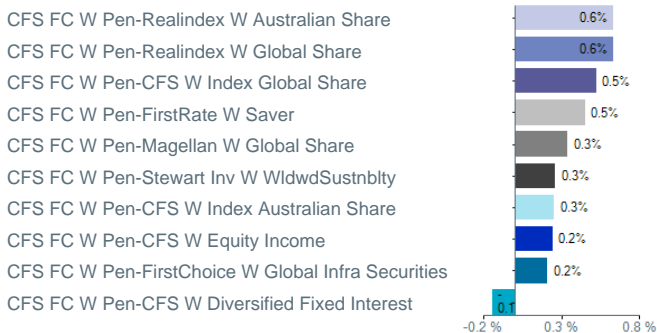 CFS FC W Pen-Realindex W Australian Share 0.6%
CFS FC W Pen-Realindex W Global Share 0.6%
CFS FC W Pen-CFS W Index Global Share 0.5%
CFS FC W Pen-FirstRate W Saver 0.5%
CFS FC W Pen-Magellan W Global Share 0.3%
CFS FC W Pen-Stewart Inv W WldwdSustnblty 0.3%
CFS FC W Pen-CFS W Index Australian Share 0.3%
CFS FC W Pen-CFS W Equity Income 0.2%
CFS FC W Pen-FirstChoice W Global Infra Securities 0.2%
CFS FC W Pen-CFS W Diversified Fixed Interest -
0.1
-0.2 % 0.3 % 0.8 %